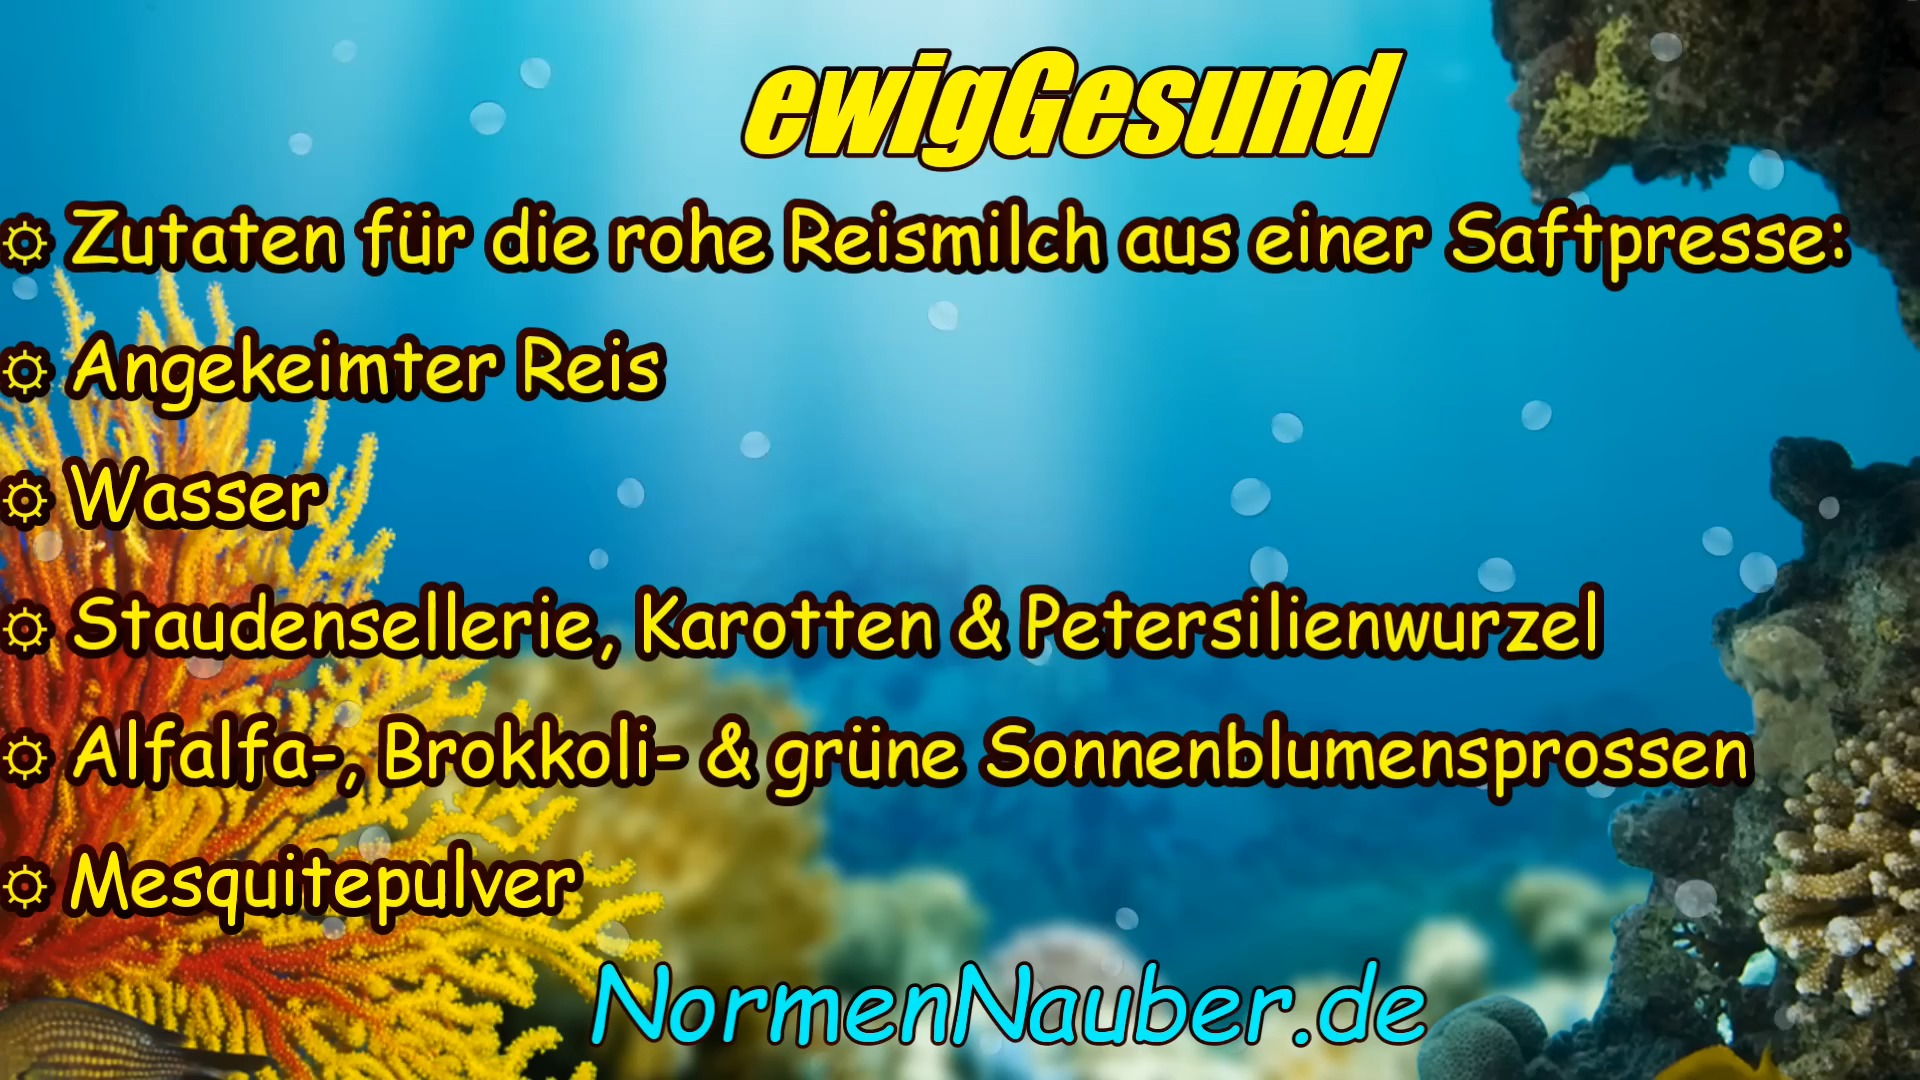 ewigGesund
☼ Zutaten für die rohe Reismilch aus einer Saftpresse:
☼ Angekeimter Reis
☼ Wasser
☼ Staudensellerie, Karotten & Petersilienwurzel
☼ Alfalfa-, Brokkoli- & grüne Sonnenblumensprossen
☼ Mesquitepulver
NormenNauber.de